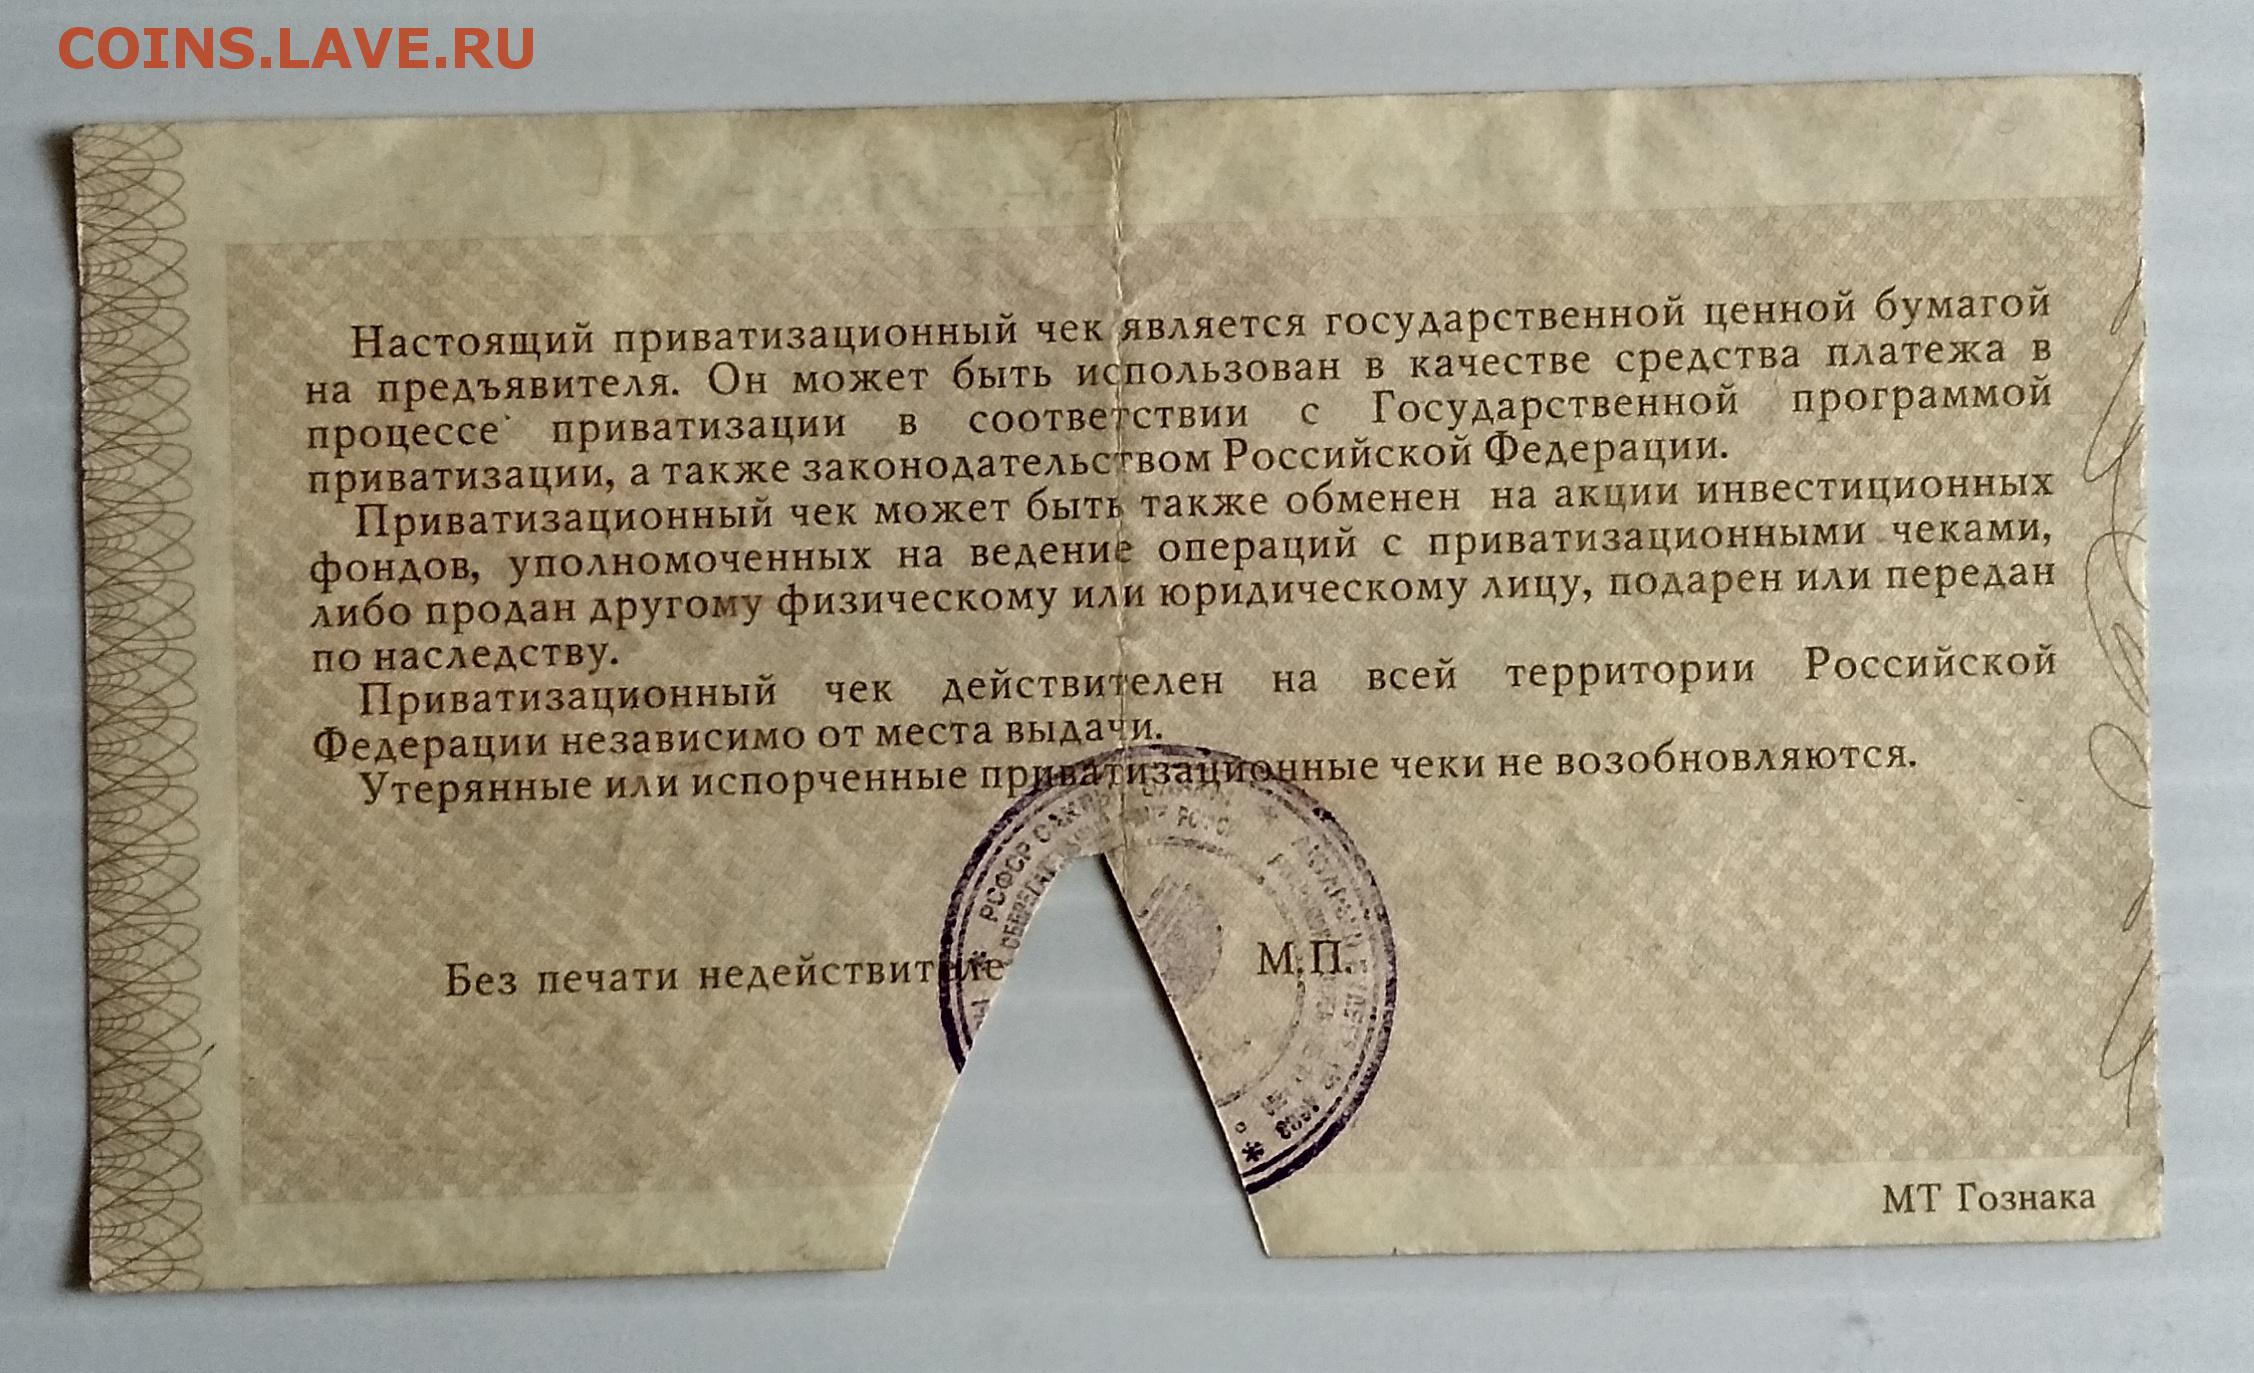 COINS.LAVE.RU
Настоящий приватизационный чек является государственной ценной бумагой
на предъявителя. Он может быть использован в качестве средства платежа в
процессе приватизации в соответствии с Государственной программой
приватизации, а также законодательством Российской Федерации.
Приватизационный чек может быть также обменен на акции инвестиционных
фондов, уполномоченных на ведение операций с приватизационными чеками,
либо продан другому физическому или юридическому лицу, подарен или передан
по наследству.
Приватизационный чек действителен на всей территории Российской
Федерации независимо от места выдачи.
Утерянные или испорченные приватизационные чеки не возобновляются.
РСФСР
Без печати недействителе
М.П.
МТ Гознака